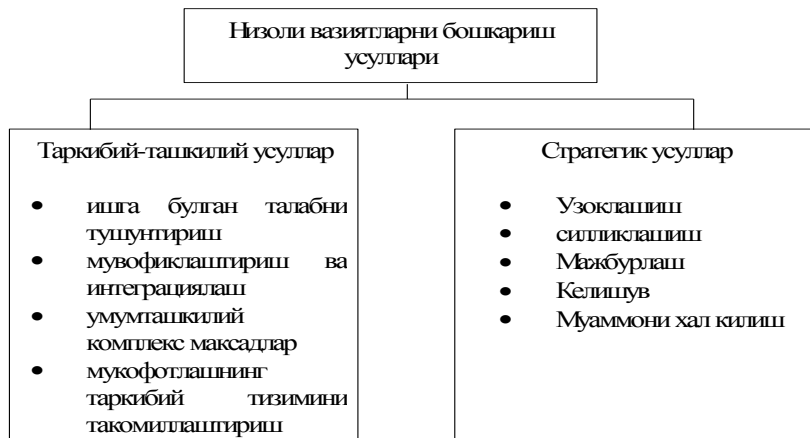 Низоли вазиятларни бошкариш
усуллари
Таркибий-ташкилий усуллар
• ишга булган талабни
тушунтириш
• мувофиклаштириш ва
интеграциялаш
• умумташкилий
комплекс максадлар
• мукофотлашнинг
таркибий тизимини
такомиллаштириш
Стратегик усуллар
• Узоклашиш
• силликлашиш
• Мажбурлаш
• Келишув
• Муаммони хал килиш